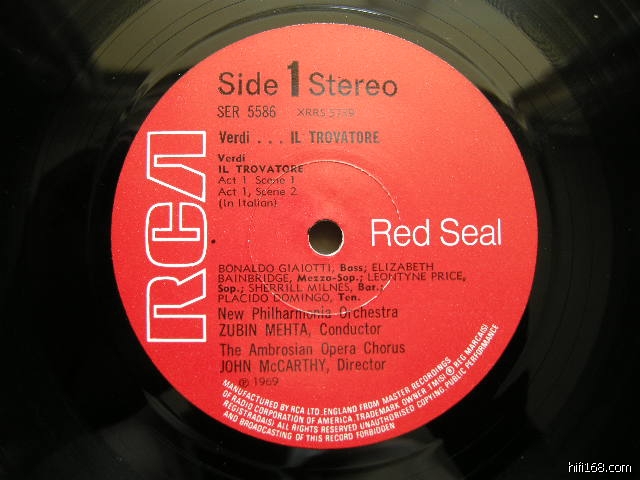 Side 1 Stereo
SER 5586 XRRS 5779
Verdi . . . IL TROVATORE
Verdi
IL TROVATORE
Act 1 Scene 1
Act 1, Scene 2
(In Italian)
RCA
Red Seal
BONALDO GIAIOTTI, Bass; ELIZABETH
BAINBRIDGE, Mezzo-Sop.; LEONTYNE PRICE,
Sop.; SHERRILL MILNES, Bar.;
PLACIDO DOMINGO, Ten.
New Philharmonia Orchestra
ZUBIN MEHTA, Conductor
The Ambrosian Opera Chorus
JOHN McCARTHY, Director
℗ 1969
MANUFACTURED BY RCA LTD. ENGLAND FROM MASTER RECORDINGS
OF RADIO CORPORATION OF AMERICA TRADEMARK OWNER–TM(S) ® REG MARCA(S)
REGISTRADA(S) ALL RIGHTS RESERVED UNAUTHORISED COPYING PUBLIC PERFORMANCE
AND BROADCASTING OF THIS RECORD FORBIDDEN
hifi168.com